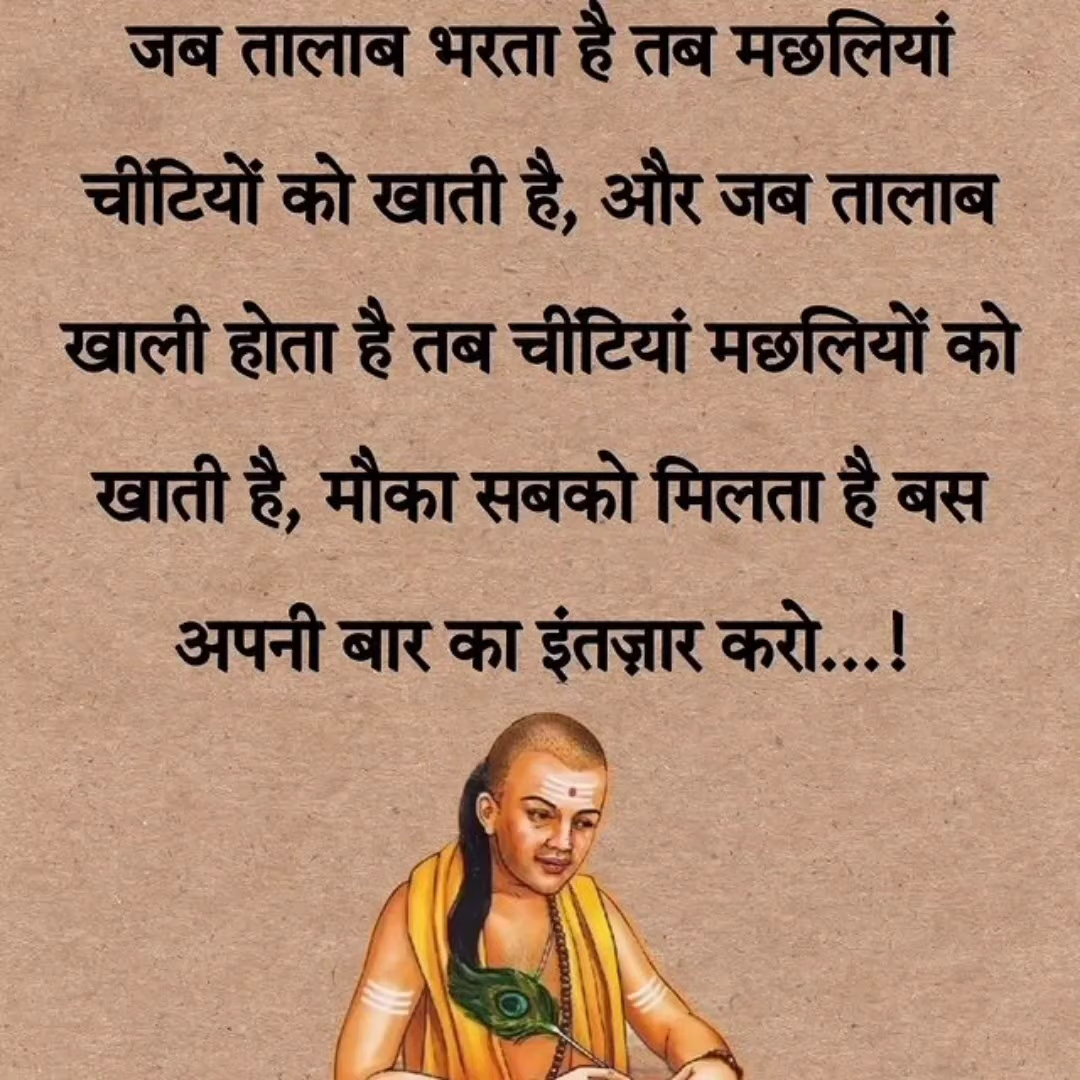 जब तालाब भरता है तब मछलियां
चींटियों को खाती है, और जब तालाब
खाली होता है तब चींटियां मछलियों को
खाती है, मौका सबको मिलता है बस
अपनी बार का इंतज़ार करो...!